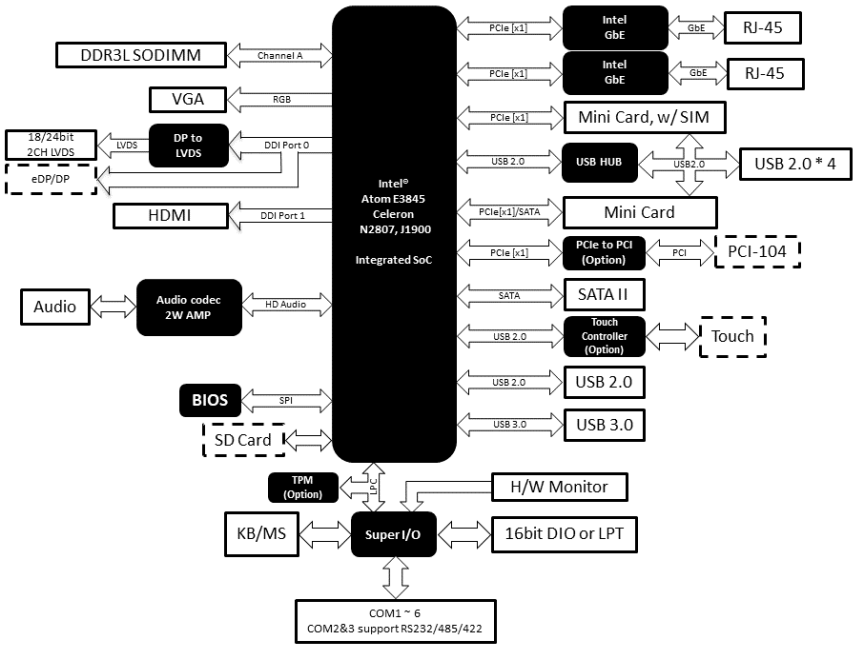 DDR3L SODIMM
Channel A
VGA
RGB
18/24bit
2CH LVDS
LVDS
DP to
LVDS
DDI Port 0
eDP/DP
HDMI
DDI Port 1
Audio
Audio codec
2W AMP
HD Audio
BIOS
SPI
SD Card
Intel®
Atom E3845
Celeron
N2807, J1900
Integrated SoC
PCIe [x1]
Intel
GbE
GbE
RJ-45
PCIe [x1]
Intel
GbE
GbE
RJ-45
PCIe [x1]
Mini Card, w/ SIM
USB 2.0
USB HUB
USB2.0
USB 2.0 * 4
PCIe[x1]/SATA
Mini Card
PCIe [x1]
PCIe to PCI
(Option)
PCI
PCI-104
SATA
SATA II
USB 2.0
Touch
Controller
(Option)
Touch
USB 2.0
USB 2.0
USB 3.0
USB 3.0
TPM
(Option)
LPC
H/W Monitor
KB/MS
Super I/O
16bit DIO or LPT
COM1 ~ 6
COM2&3 support RS232/485/422